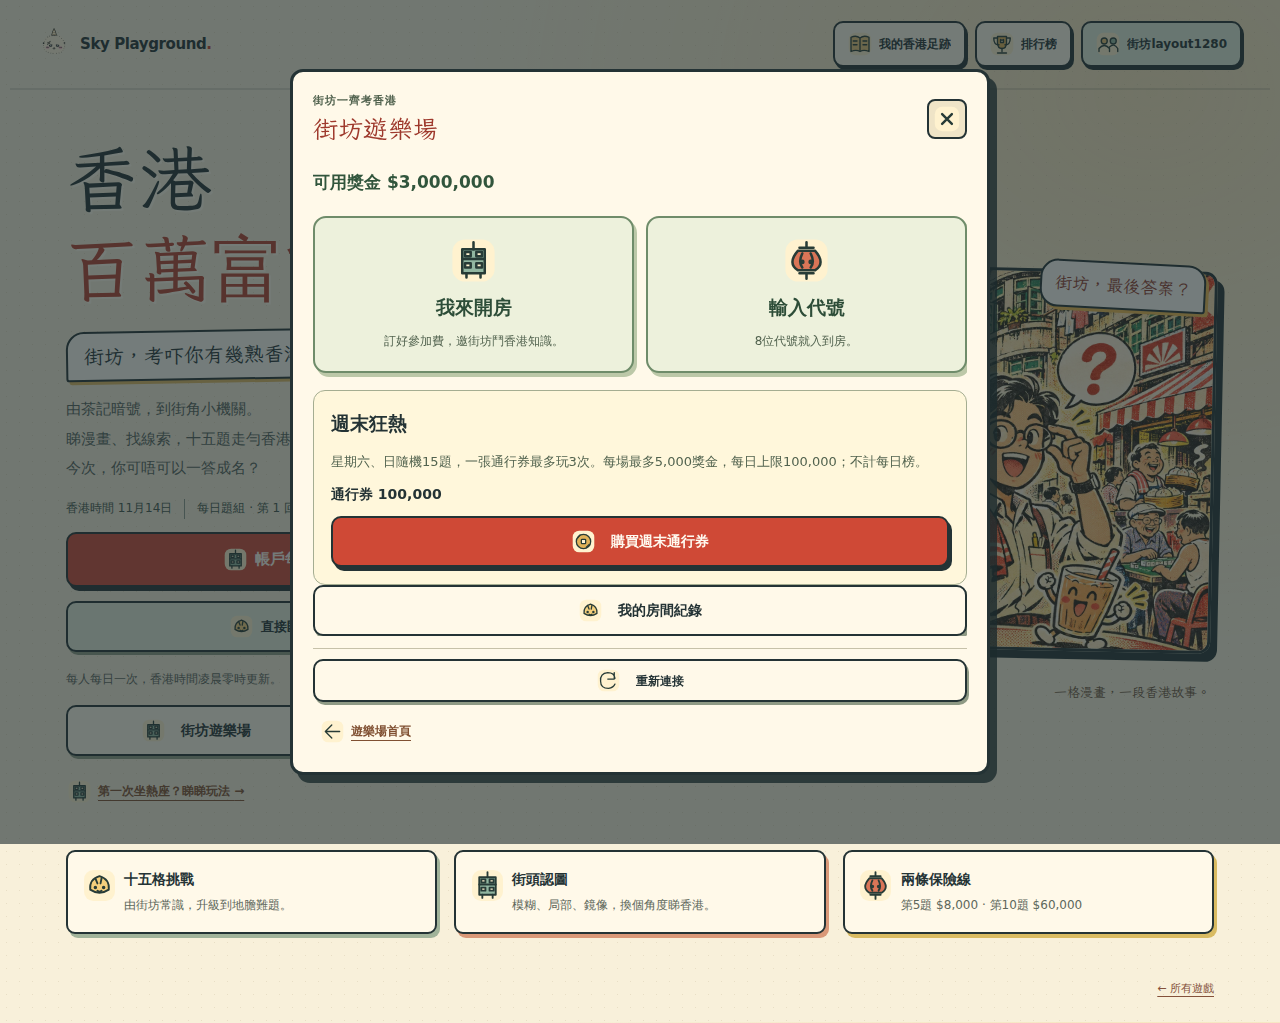 Sky Playground.
我的香港足跡
排行榜
街坊layout1280
香港
百萬富
街坊，考吓你有幾熟香
由茶記暗號，到街角小機關。
睇漫畫、找線索，十五題走勻香港
今次，你可唔可以一答成名？
香港時間 11月14日
每日題組 · 第 1
帳戶
直接
每人每日一次，香港時間凌晨零時更新。
街坊遊樂場
第一次坐熱座？睇睇玩法 →
街坊一齊考香港
街坊遊樂場
可用獎金 $3,000,000
我來開房
訂好參加費，邀街坊鬥香港知識。
輸入代號
8位代號就入到房。
週末狂熱
星期六、日隨機15題，一張通行券最多玩3次。每場最多5,000獎金，每日上限100,000；不計每日榜。
通行券 100,000
購買週末通行券
我的房間紀錄
重新連接
遊樂場首頁
街坊，最後答案？
?
一格漫畫，一段香港故事。
十五格挑戰
由街坊常識，升級到地膽難題。
街頭認圖
模糊、局部、鏡像，換個角度睇香港。
兩條保險線
第5題 $8,000 · 第10題 $60,000
← 所有遊戲